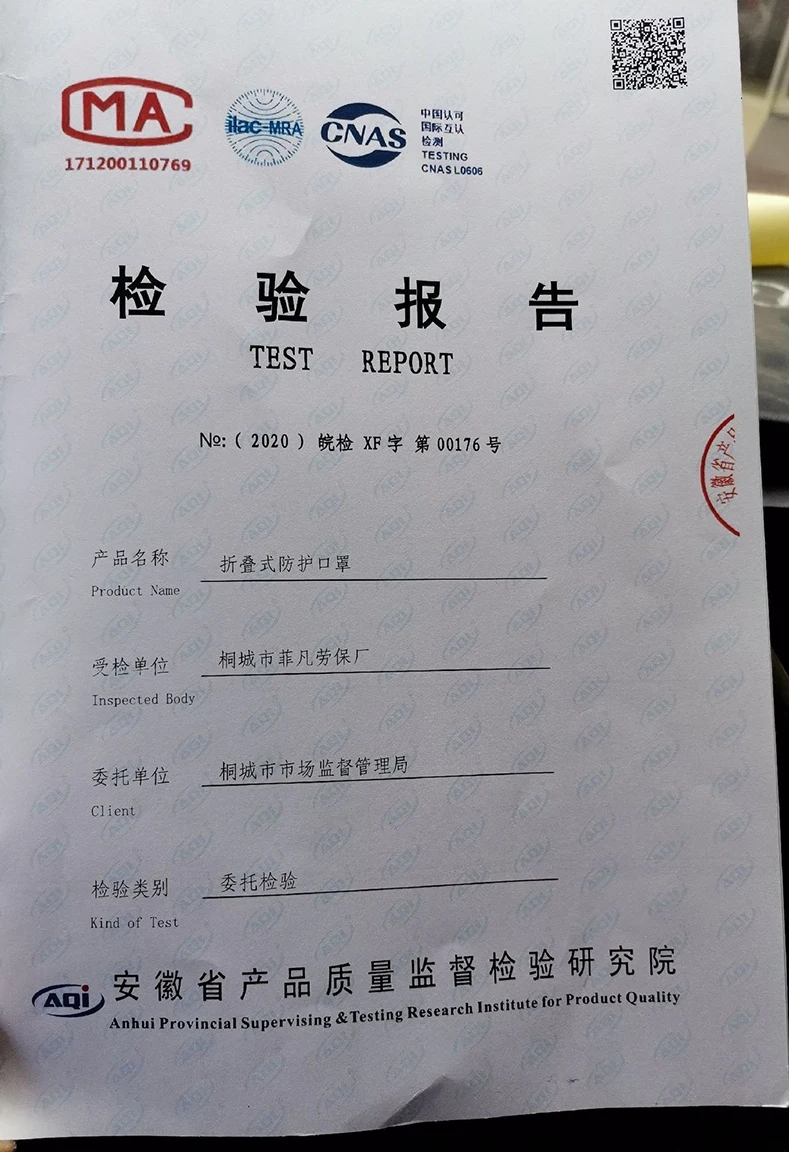 MA
171200110769
ilac-MRA
CNAS
中国认可
国际互认
检测
TESTING
CNAS L0606
检验报告
TEST REPORT
№:(2020)皖检 XF字 第00176号
安徽省产品
产品名称 折叠式防护口罩
Product Name
受检单位 桐城市菲凡劳保厂
Inspected Body
委托单位 桐城市市场监督管理局
Client
检验类别 委托检验
Kind of Test
AQI 安徽省产品质量监督检验研究院
Anhui Provincial Supervising &Testing Research Institute for Product Quality